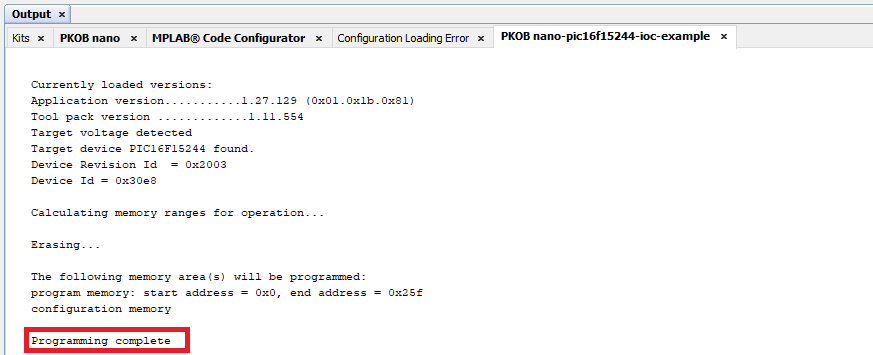 Output ×
Kits × PKOB nano × MPLAB® Code Configurator × Configuration Loading Error × PKOB nano-pic16f15244-ioc-example ×
Currently loaded versions:
Application version...........1.27.129 (0x01.0x1b.0x81)
Tool pack version .............1.11.554
Target voltage detected
Target device PIC16F15244 found.
Device Revision Id  = 0x2003
Device Id = 0x30e8
Calculating memory ranges for operation...
Erasing...
The following memory area(s) will be programmed:
program memory: start address = 0x0, end address = 0x25f
configuration memory
Programming complete